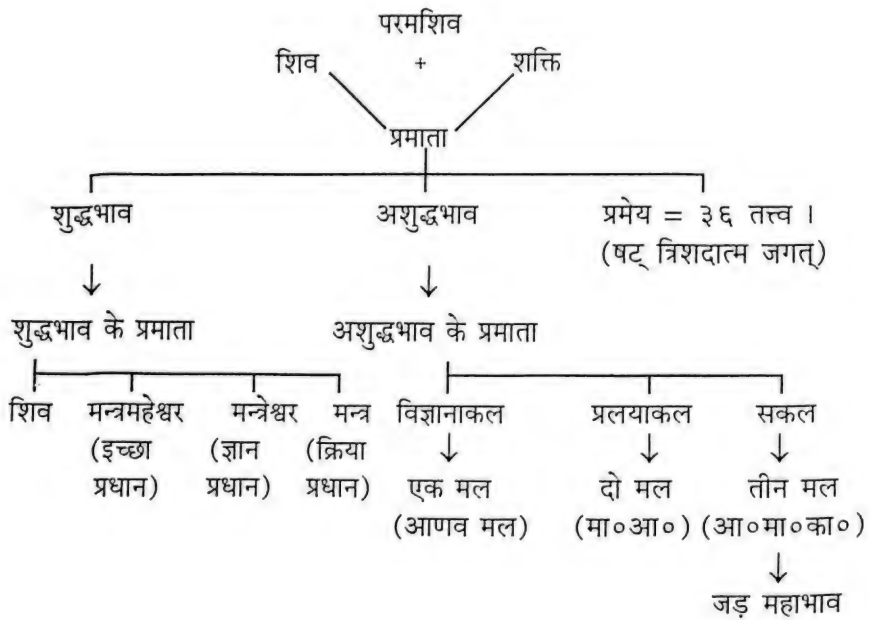 परमशिव
शिव + शक्ति
प्रमाता
शुद्धभाव अशुद्धभाव प्रमेय = ३६ तत्त्व ।
(षट् त्रिशदात्म जगत्)
शुद्धभाव के प्रमाता अशुद्धभाव के प्रमाता
शिव मन्त्रमहेश्वर मन्त्रेश्वर मन्त्र विज्ञानाकल प्रलयाकल सकल
(इच्छा (ज्ञान (क्रिया
प्रधान) प्रधान) प्रधान) एक मल दो मल तीन मल
(आणव मल) (मा०आ०) (आ०मा०का०)
जड़ महाभाव